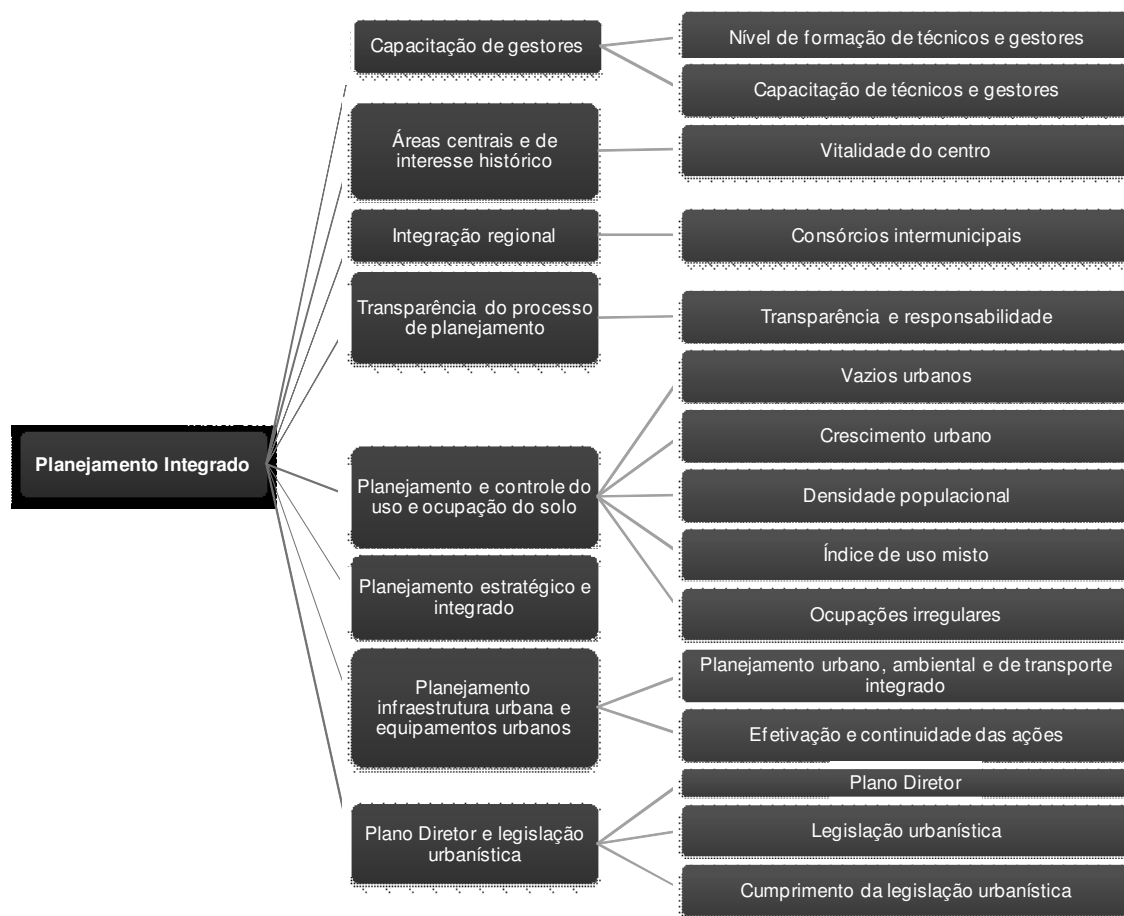 Capacitação de gestores
Nível de formação de técnicos e gestores
Capacitação de técnicos e gestores
Áreas centrais e de
interesse histórico
Vitalidade do centro
Integração regional
Consórcios intermunicipais
Transparência do processo
de planejamento
Transparência e responsabilidade
Planejamento Integrado
Planejamento e controle do
uso e ocupação do solo
Vazios urbanos
Crescimento urbano
Densidade populacional
Índice de uso misto
Ocupações irregulares
Planejamento estratégico e
integrado
Planejamento
infraestrutura urbana e
equipamentos urbanos
Planejamento urbano, ambiental e de transporte
integrado
Efetivação e continuidade das ações
Plano Diretor e legislação
urbanística
Plano Diretor
Legislação urbanística
Cumprimento da legislação urbanística